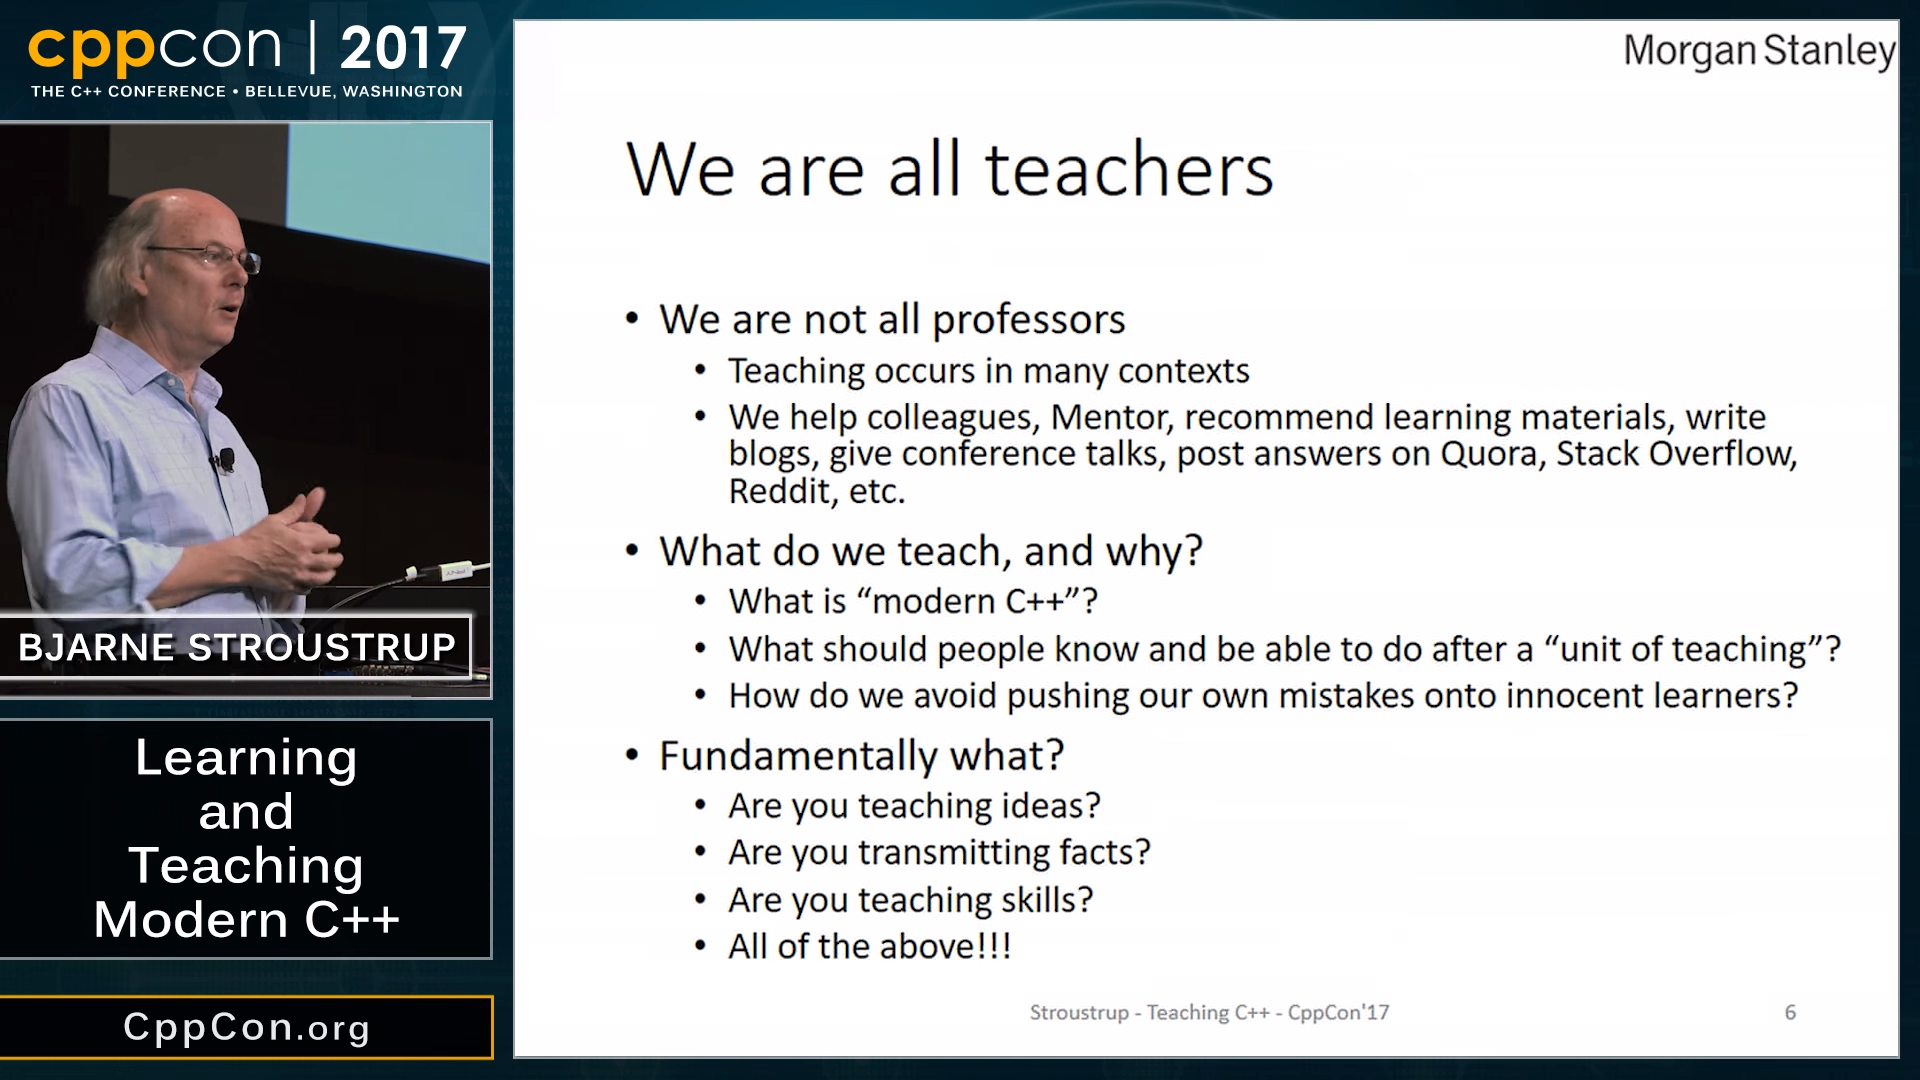 cppcon | 2017
THE C++ CONFERENCE • BELLEVUE, WASHINGTON
BJARNE STROUSTRUP
Learning
and
Teaching
Modern C++
CppCon.org
Morgan Stanley
We are all teachers
• We are not all professors
• Teaching occurs in many contexts
• We help colleagues, Mentor, recommend learning materials, write
blogs, give conference talks, post answers on Quora, Stack Overflow,
Reddit, etc.
• What do we teach, and why?
• What is “modern C++”?
• What should people know and be able to do after a “unit of teaching”?
• How do we avoid pushing our own mistakes onto innocent learners?
• Fundamentally what?
• Are you teaching ideas?
• Are you transmitting facts?
• Are you teaching skills?
• All of the above!!!
Stroustrup - Teaching C++ - CppCon'17
6